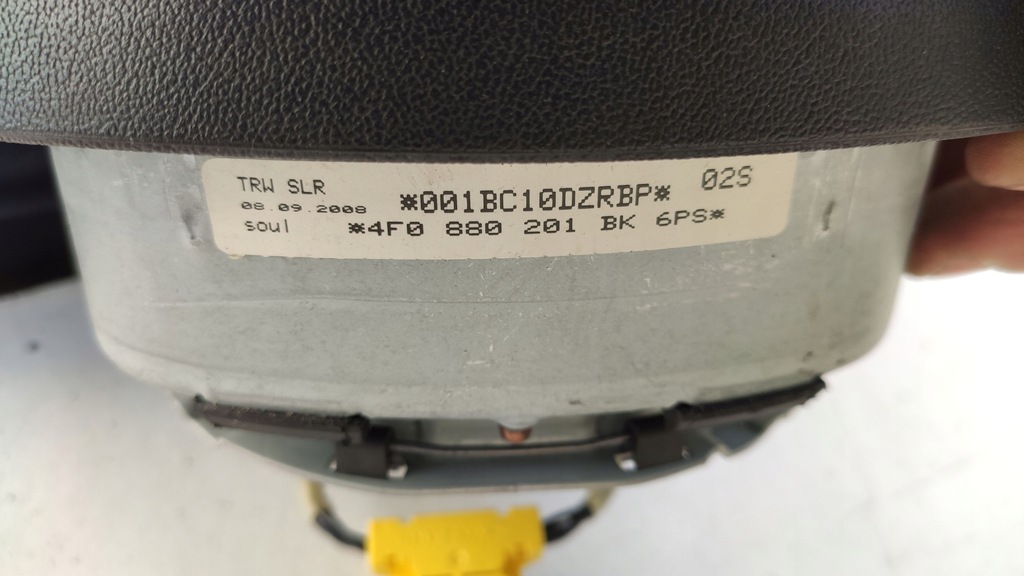 TRW SLR
08.09.2008
soul
*001BC10DZRBP* 02S
*4F0 880 201 BK 6PS*